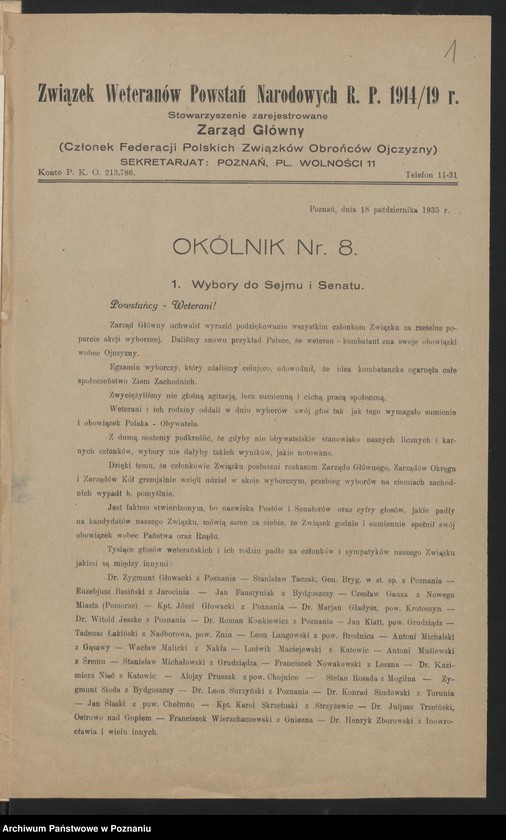 1
Związek Weteranów Powstań Narodowych R. P. 1914/19 r.
Stowarzyszenie zarejestrowane
Zarząd Główny
(Członek Federacji Polskich Związków Obrońców Ojczyzny)
SEKRETARJAT: POZNAŃ, PL. WOLNOŚCI 11
Konto P. K. O. 213.786. Telefon 11-31
Poznań, dnia 18 października 1935 r.
OKÓLNIK Nr. 8.
1. Wybory do Sejmu i Senatu.
Powstańcy - Weterani!
Zarząd Główny uchwalił wyrazić podziękowanie wszystkim członkom Związku za rzetelne po-
parcie akcji wyborczej. Daliśmy znowu przykład Polsce, że weteran - kombatant zna swoje obowiązki
wobec Ojczyzny.
Egzamin wyborczy, który zdaliśmy celująco, udowodnił, że idea kombatancka ogarnęła całe
społeczeństwo Ziem Zachodnich.
Zwyciężyliśmy nie głośną agitacją, lecz sumienną i cichą pracą społeczną.
Weterani i ich rodziny oddali w dniu wyborów swój głos tak jak tego wymagało sumienie
i obowiązek Polaka - Obywatela.
Z dumą możemy podkreślić, że gdyby nie obywatelskie stanowisko naszych licznych i kar-
nych członków, wybory nie dałyby takich wyników, jakie notowano.
Dzięki temu, że członkowie Związku posłuszni rozkazom Zarządu Głównego, Zarządów Okręgu
i Zarządów Kół gremjalnie wzięli udział w akcie wyborczym, przebieg wyborów na ziemiach zachod-
nich wypadł b. pomyślnie.
Jest faktem stwierdzonym, bo nazwiska Posłów i Senatorów oraz cyfry głosów, jakie padły
na kandydatów naszego Związku, mówią same za siebie, że Związek godnie i sumiennie spełnił swój
obowiązek wobec Państwa oraz Rządu.
Tysiące głosów weterańskich i ich rodzin padło na członków i sympatyków naszego Związku
jakimi są między innymi:
Dr. Zygmunt Głowacki z Poznania — Stanisław Taczak, Gen. Bryg. w st. sp. z Poznania —
Euzebjusz Basiński z Jarocina — Jan Faustyniak z Bydgoszczy — Czesław Gauza z Nowego
Miasta (Pomorze) — Kpt. Józef Głowacki z Poznania — Dr. Marjan Gładysz, pow. Krotoszyn —
Dr. Witold Jeszke z Poznania — Dr. Roman Konkiewicz z Poznania — Jan Klatt, pow. Grudziądz —
Tadeusz Łakiński z Nadborowa, pow. Żnin — Leon Langowski z pow. Brodnica — Antoni Michalski
z Gąsawy — Wacław Malicki z Nakła — Ludwik Maciejowski z Katowic — Antoni Muślewski
z Śremu — Stanisław Michałowski z Grudziądza — Franciszek Nowakowski z Leszna — Dr. Kazi-
mierz Nieć z Katowic — Alojzy Pruszak z pow. Chojnice — Stefan Rosada z Mogilna — Zy-
gmunt Sioda z Bydgoszczy — Dr. Leon Surzyński z Poznania — Dr. Konrad Siudowski z Torunia
— Jan Ślaski z pow. Chełmno — Kpt. Karol Skrzetuski z Strzyżewic — Dr. Juljusz Trzciński,
Ostrowo nad Gopłem — Franciszek Wierzchaczewski z Gniezna — Dr. Henryk Zborowski z Inowro-
cławia i wielu innych.
Archiwum Państwowe w Poznaniu